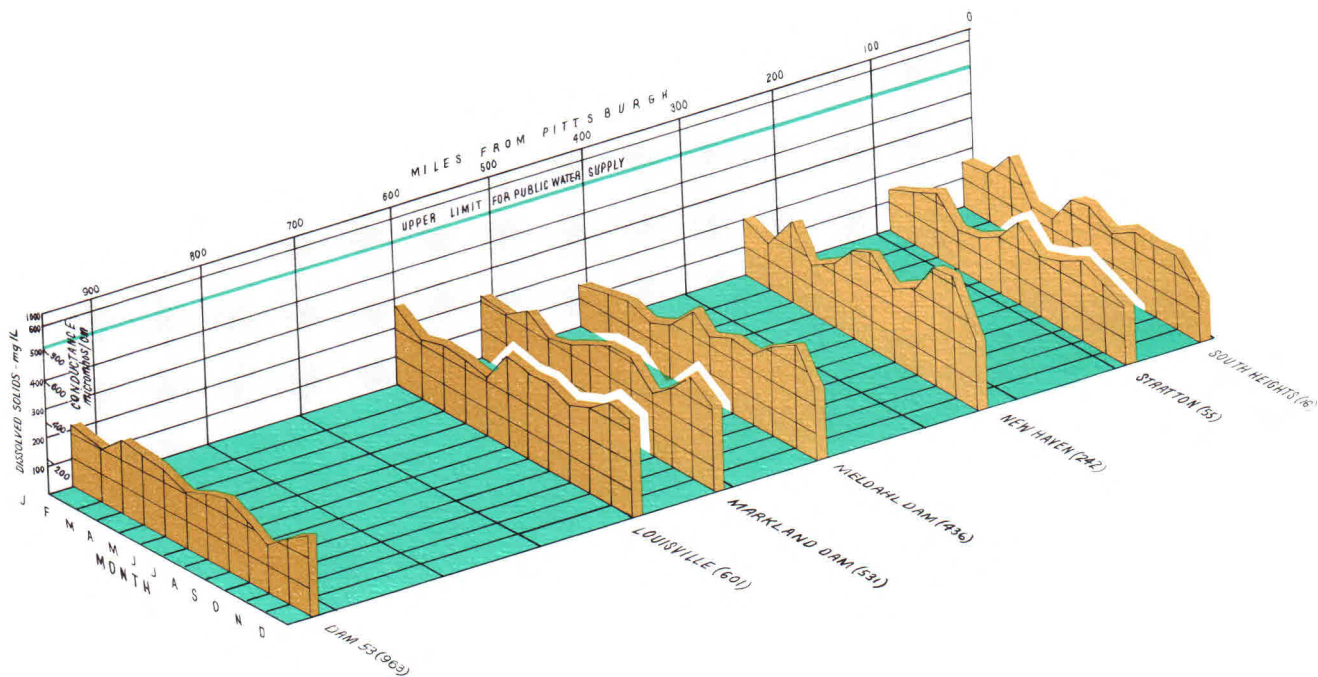 MILES FROM PITTSBURGH
0
100
200
300
400
500
600
700
800
900
UPPER LIMIT FOR PUBLIC WATER SUPPLY
DISSOLVED SOLIDS - mg/L
600
500
400
300
200
100
CONDUCTANCE
micromhos/cm
800
600
400
200
J F M A M J J A S O N D
MONTH
DAM 53 (963)
LOUISVILLE (601)
MARKLAND DAM (531)
MELDAHL DAM (436)
NEW HAVEN (242)
STRATTON (55)
SOUTH HEIGHTS (16)